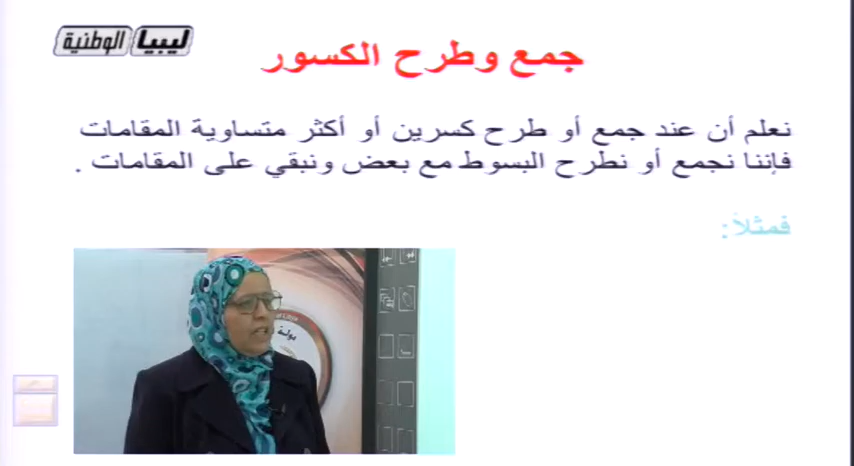 ليبيا الوطنية
جمع وطرح الكسور
نعلم أن عند جمع أو طرح كسرين أو أكثر متساوية المقامات
فإننا نجمع أو نطرح البسوط مع بعض ونبقي على المقامات .
فمثلاً: